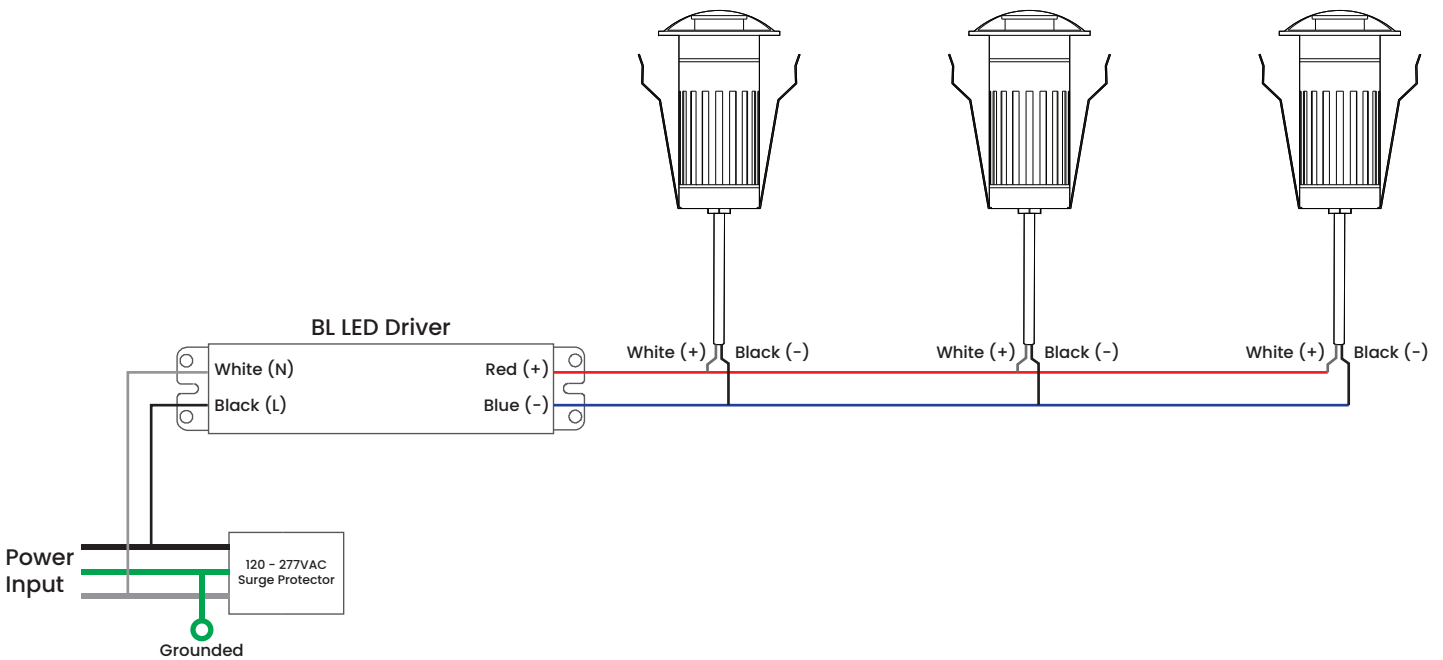 BL LED Driver
White (N)
Red (+)
Black (L)
Blue (-)
White (+)
Black (-)
White (+)
Black (-)
White (+)
Black (-)
Power
Input
120 - 277VAC
Surge Protector
Grounded